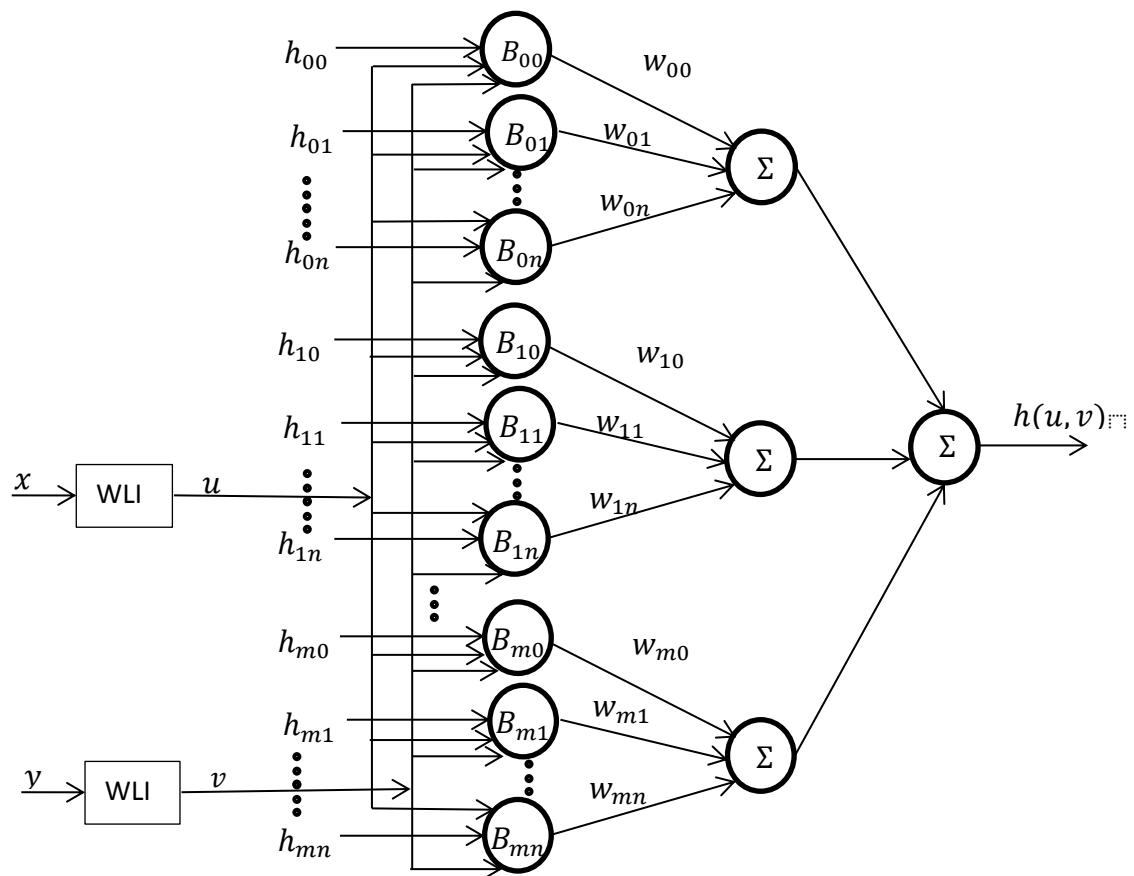 h₀₀ B₀₀ w₀₀
h₀₁ B₀₁ w₀₁ Σ
h₀ₙ B₀ₙ w₀ₙ
h₁₀ B₁₀ w₁₀
h₁₁ B₁₁ w₁₁ Σ Σ h(u, v)
x WLI u
h₁ₙ B₁ₙ w₁ₙ
hₘ₀ Bₘ₀ wₘ₀
hₘ₁ Bₘ₁ wₘ₁ Σ
y WLI v
hₘₙ Bₘₙ wₘₙ